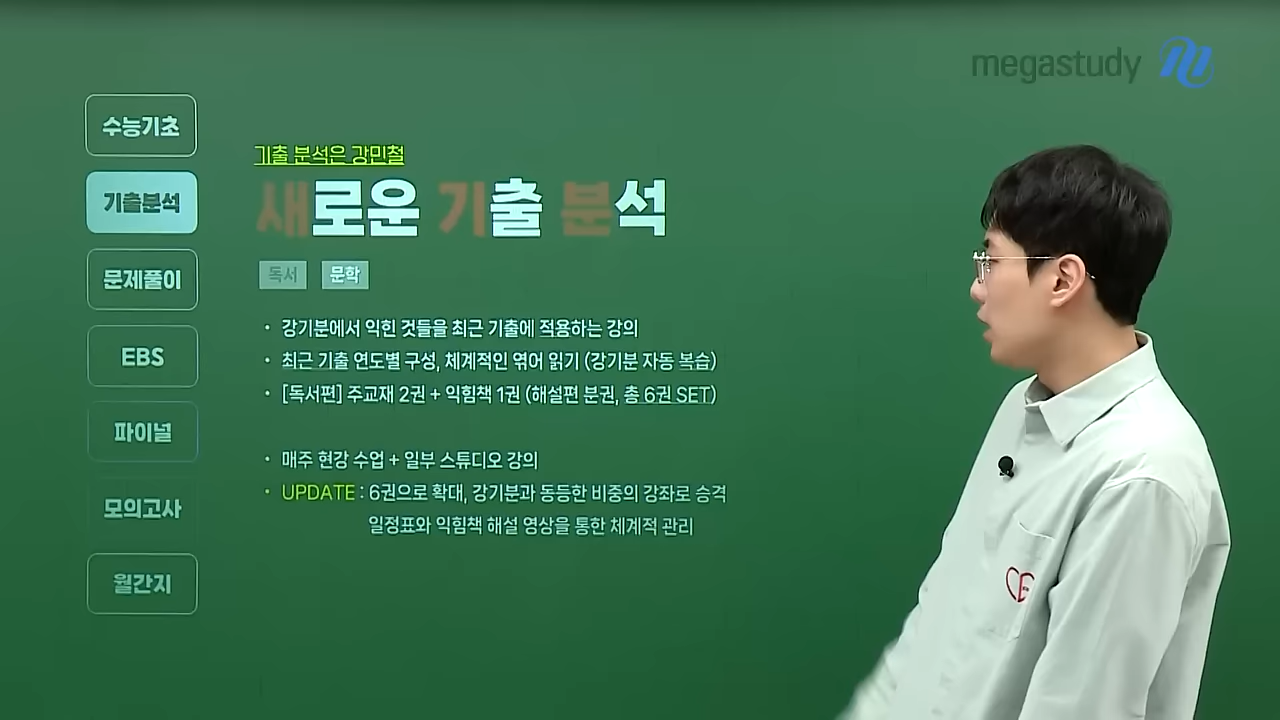 megastudy
수능기초
기출분석
문제풀이
EBS
파이널
모의고사
월간지
기출 분석은 강민철
새로운 기출 분석
독서 문학
• 강기분에서 익힌 것들을 최근 기출에 적용하는 강의
• 최근 기출 연도별 구성, 체계적인 엮어 읽기 (강기분 자동 복습)
• [독서편] 주교재 2권 + 익힘책 1권 (해설편 분권, 총 6권 SET)
• 매주 현강 수업 + 일부 스튜디오 강의
• UPDATE : 6권으로 확대, 강기분과 동등한 비중의 강좌로 승격
일정표와 익힘책 해설 영상을 통한 체계적 관리